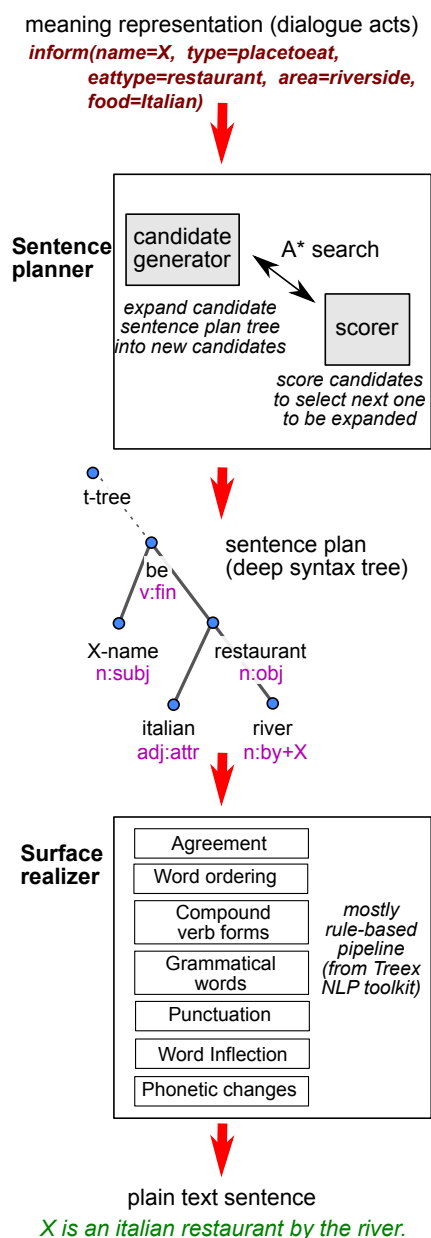 meaning representation (dialogue acts)
inform(name=X, type=placetoeat,
eattype=restaurant, area=riverside,
food=Italian)
Sentence
planner
candidate
generator
A* search
expand candidate
sentence plan tree
into new candidates
scorer
score candidates
to select next one
to be expanded
t-tree
sentence plan
(deep syntax tree)
be
v:fin
X-name
n:subj
restaurant
n:obj
italian
adj:attr
river
n:by+X
Surface
realizer
Agreement
Word ordering
Compound
verb forms
Grammatical
words
Punctuation
Word Inflection
Phonetic changes
mostly
rule-based
pipeline
(from Treex
NLP toolkit)
plain text sentence
X is an italian restaurant by the river.